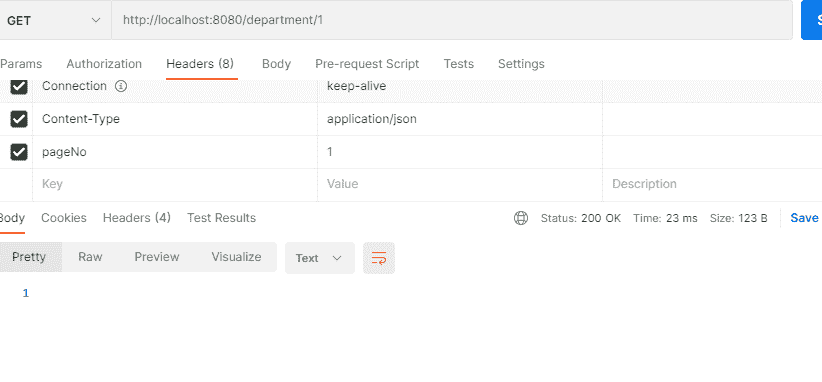 GET http://localhost:8080/department/1 S
Params Authorization Headers (8) Body Pre-request Script Tests Settings
Connection keep-alive
Content-Type application/json
pageNo 1
Key Value Description
Body Cookies Headers (4) Test Results Status: 200 OK Time: 23 ms Size: 123 B Save
Pretty Raw Preview Visualize Text
1